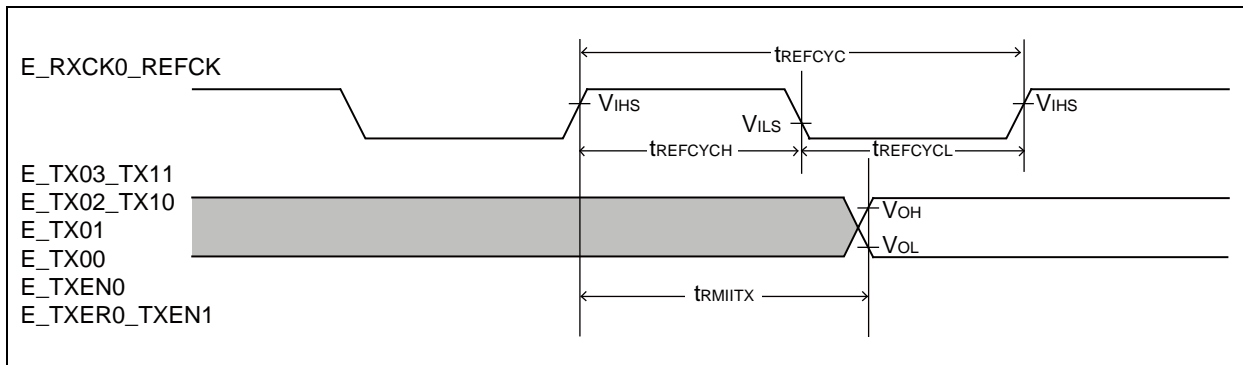 tREFCYC
E_RXCK0_REFCK
VIHS
VIHS
VILS
tREFCYCH
tREFCYCL
E_TX03_TX11
E_TX02_TX10
VOH
E_TX01
VOL
E_TX00
E_TXEN0
tRMIITX
E_TXER0_TXEN1